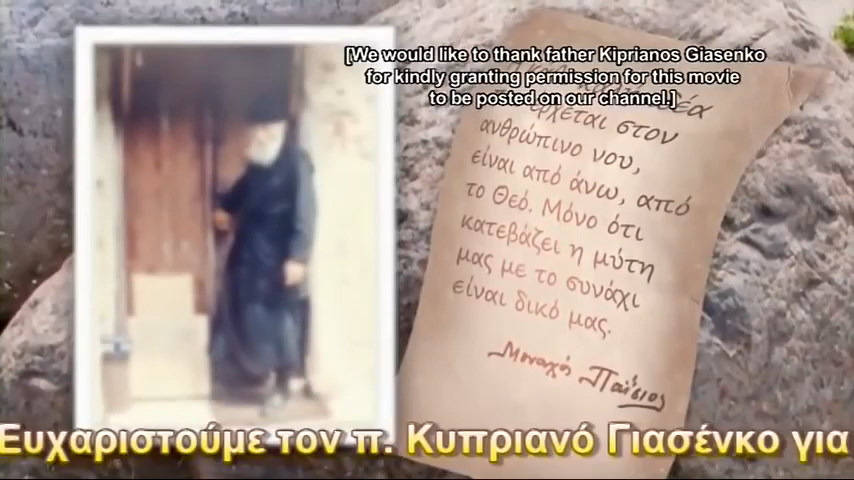 [We would like to thank father Kiprianos Giasenko
for kindly granting permission for this movie
to be posted on our channel.]
έρχεται στον
ανθρώπινο νου,
είναι από άνω, από
το Θεό. Μόνο ότι
κατεβάζει η μύτη
μας με το συνάχι
είναι δικό μας.
Μοναχός Παΐσιος
Ευχαριστούμε τον π. Κυπριανό Γιασένκο για